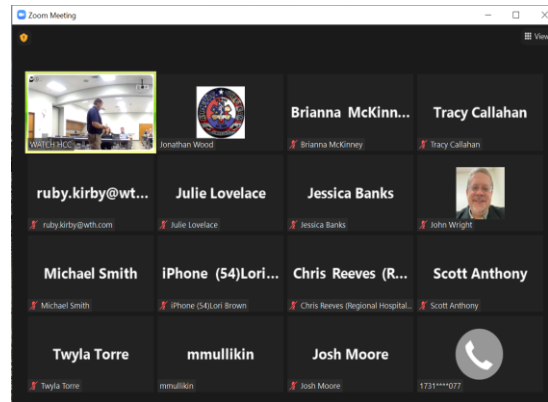 Zoom Meeting
View
WATCH HCC
Jonathan Wood
Brianna McKinn...
Brianna McKinney
Tracy Callahan
Tracy Callahan
ruby.kirby@wt...
ruby.kirby@wth.com
Julie Lovelace
Julie Lovelace
Jessica Banks
Jessica Banks
John Wright
Michael Smith
Michael Smith
iPhone (54)Lori...
iPhone (54)Lori Brown
Chris Reeves (R...
Chris Reeves (Regional Hospital...
Scott Anthony
Scott Anthony
Twyla Torre
Twyla Torre
mmullikin
mmullikin
Josh Moore
Josh Moore
1731****077